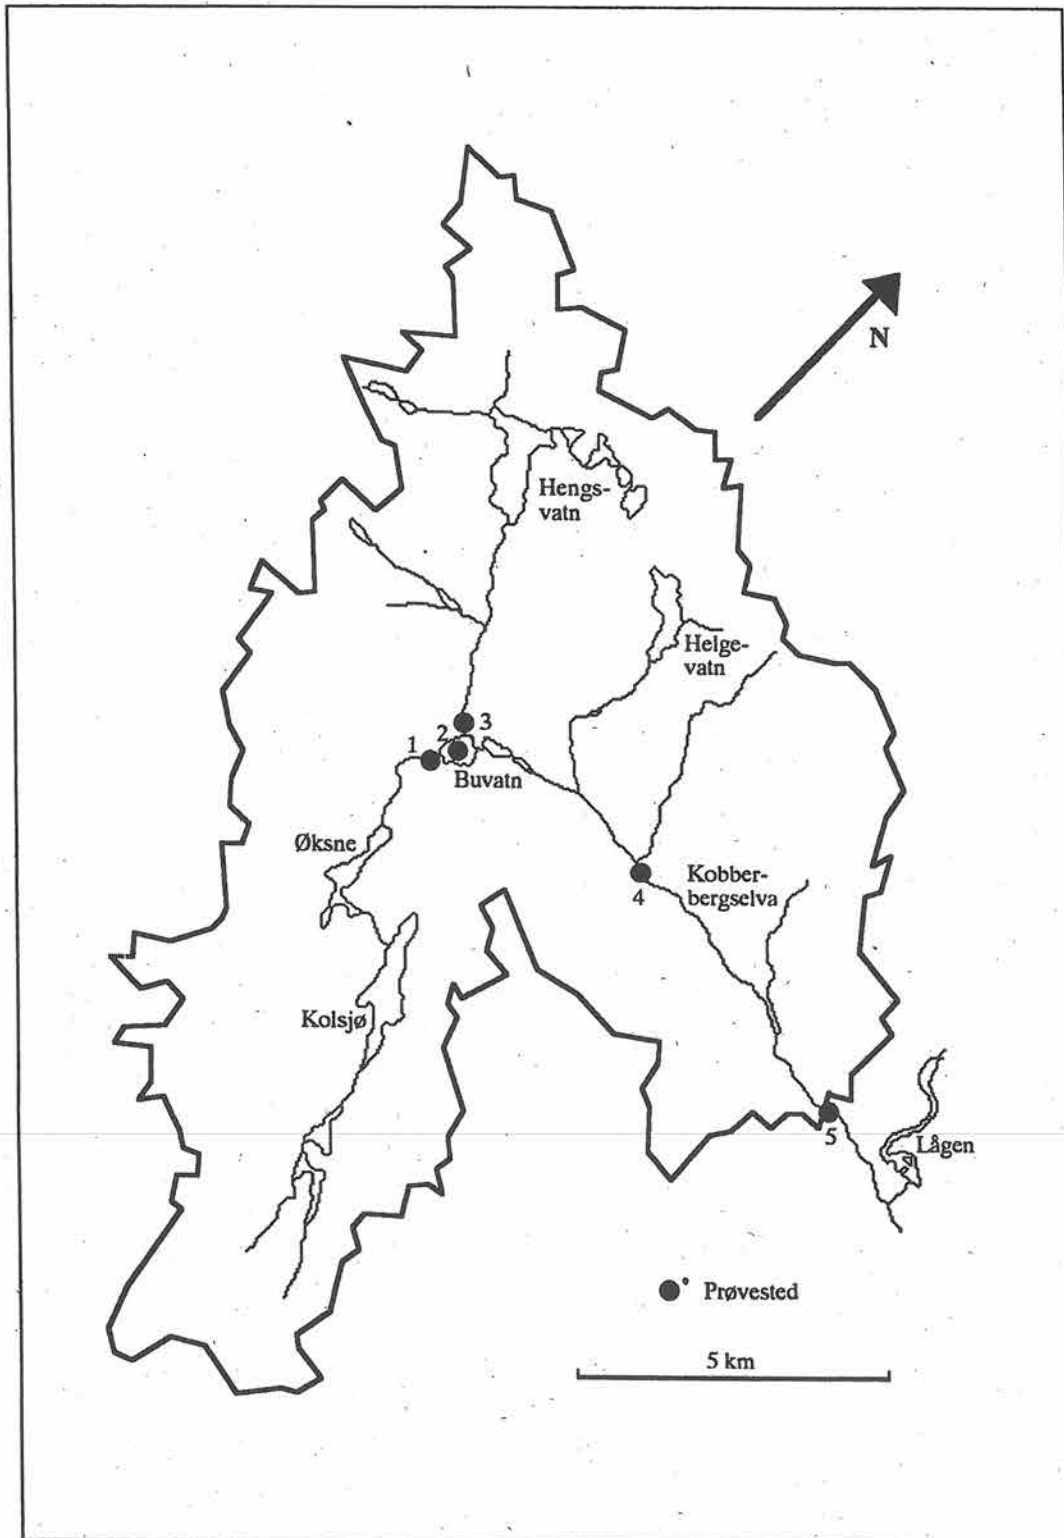 N
Hengs-
vatn
Helge-
vatn
3
2
1
Buvatn
Øksne
4
Kobber-
bergselva
Kolsjø
5
Lågen
Prøvested
5 km